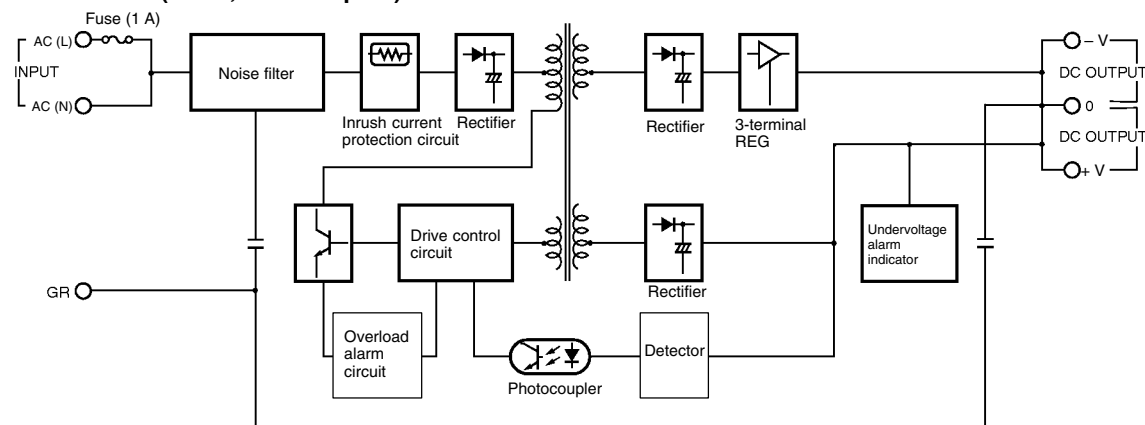 Fuse (1 A)
AC (L)
INPUT
AC (N)
Noise filter
Inrush current
protection circuit
Rectifier
Rectifier
3-terminal
REG
– V
DC OUTPUT
0
DC OUTPUT
+ V
Drive control
circuit
Rectifier
Undervoltage
alarm
indicator
GR
Overload
alarm
circuit
Photocoupler
Detector